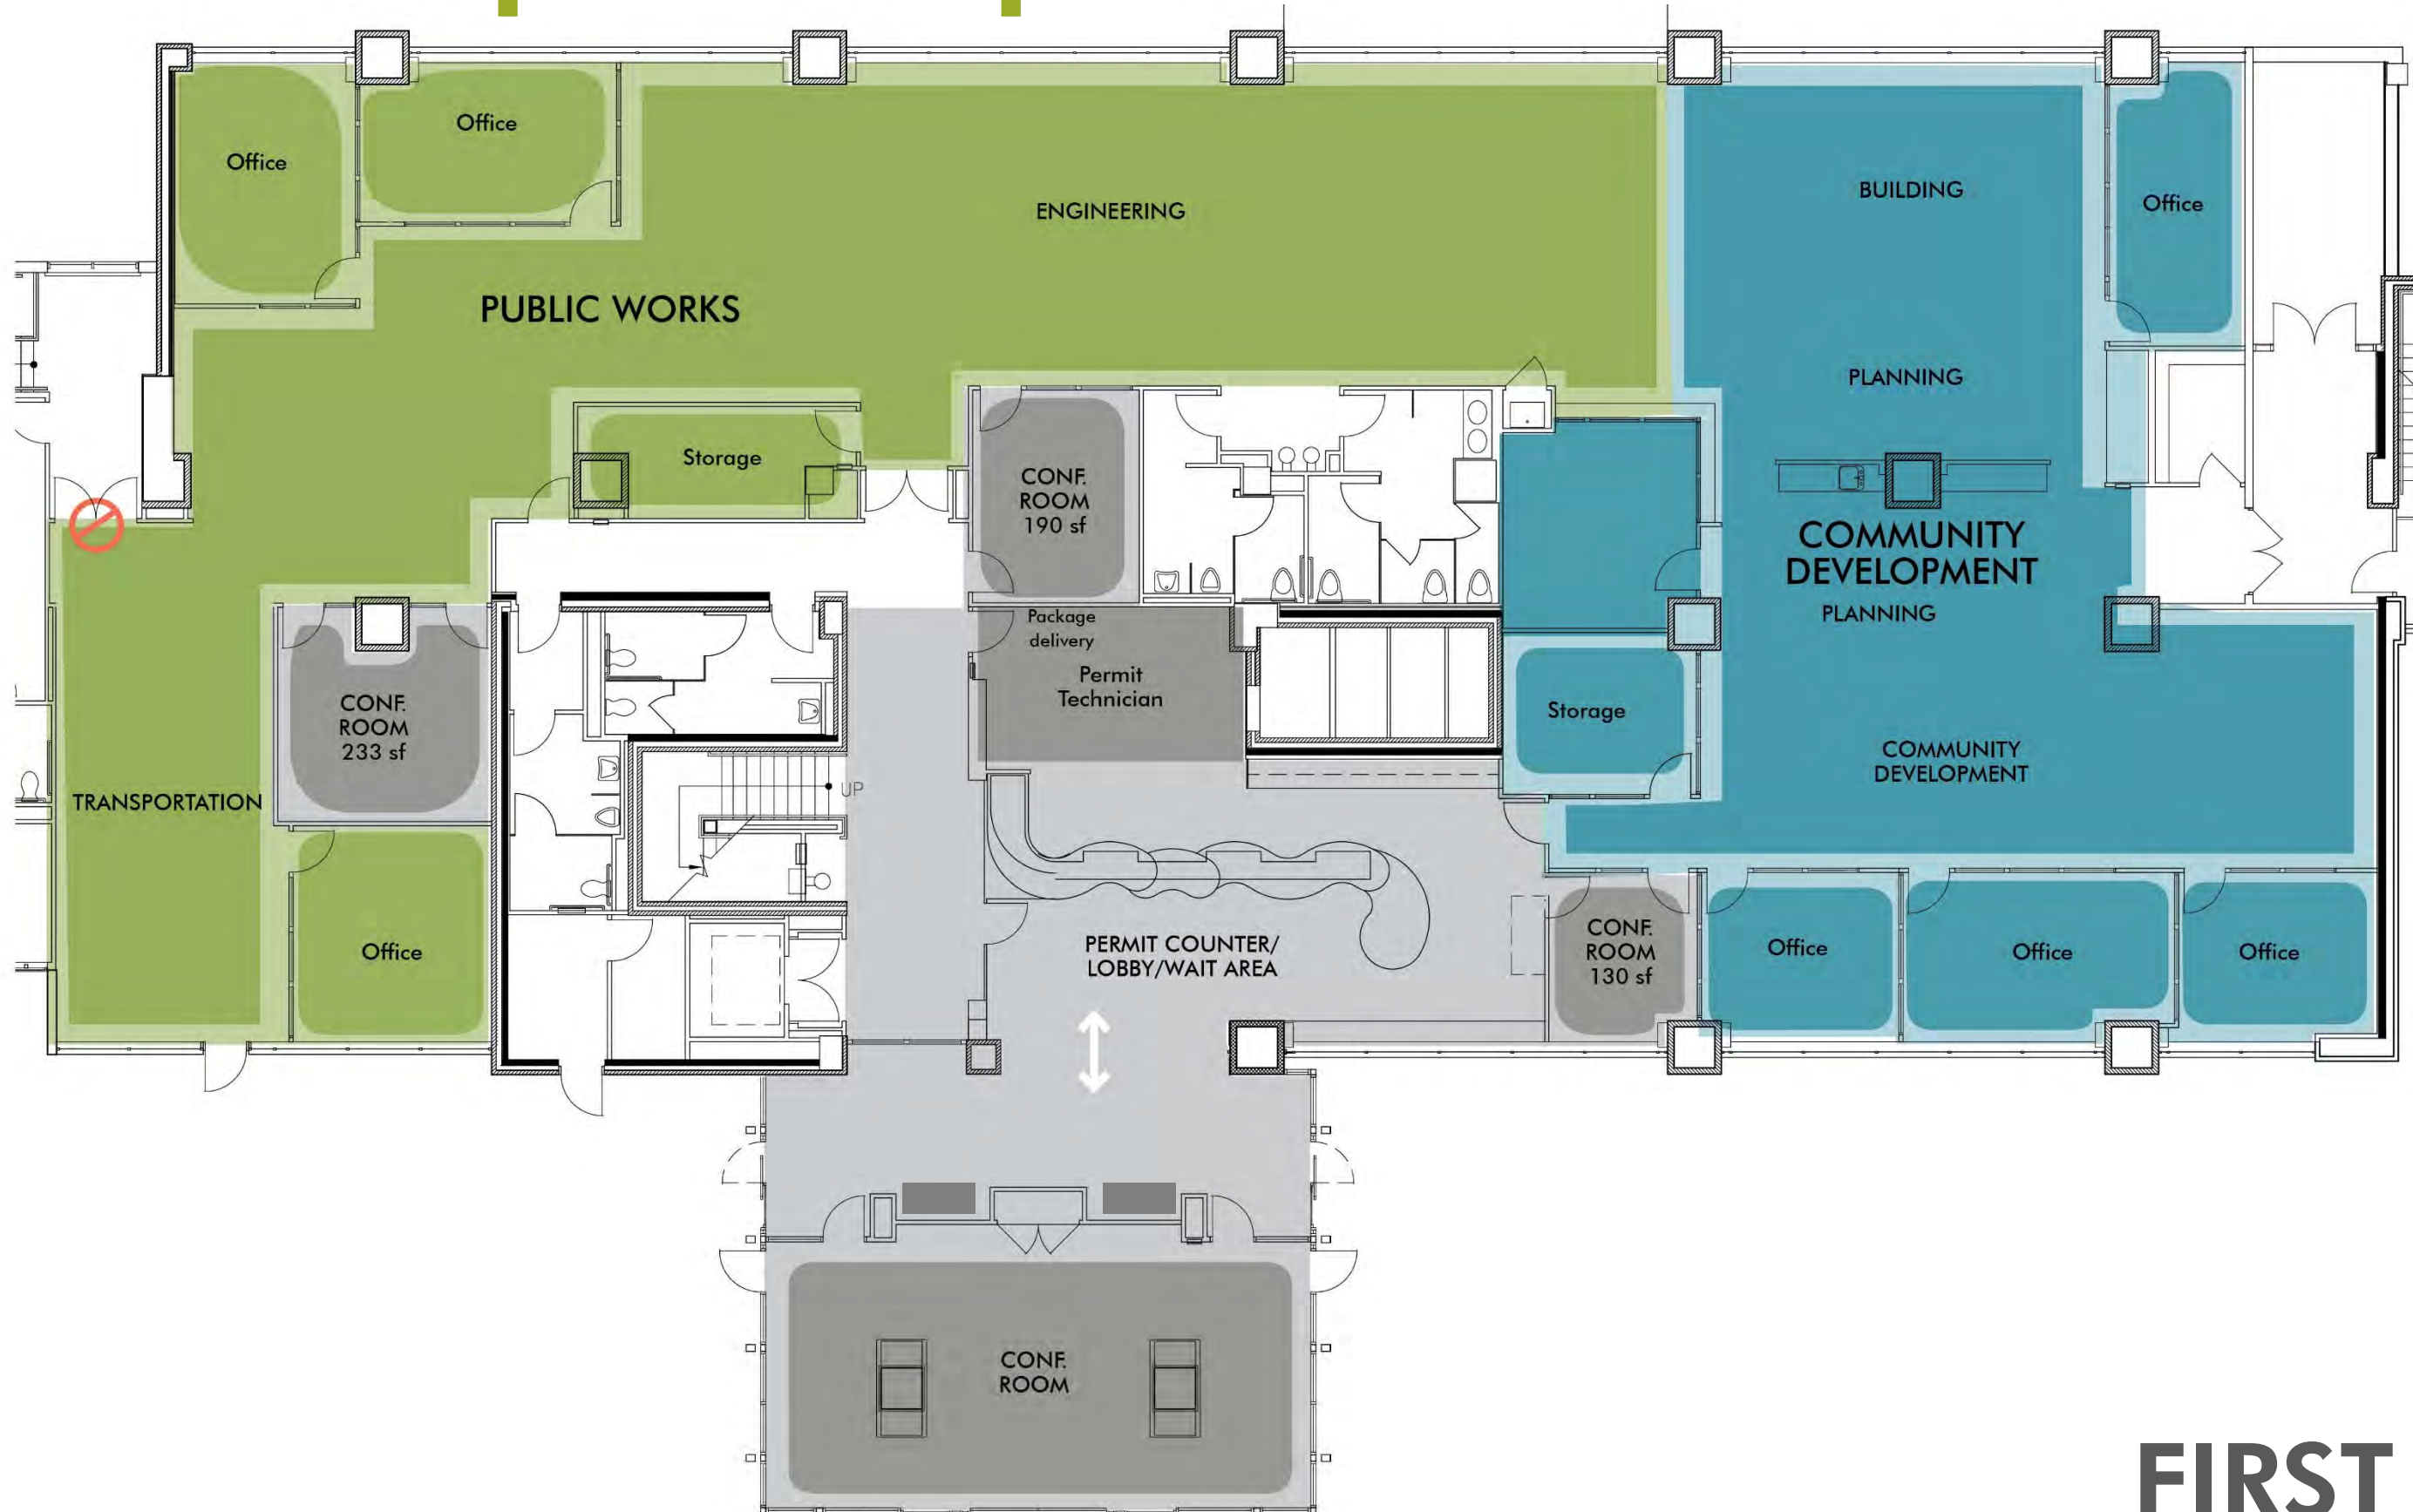 Office
Office
ENGINEERING
BUILDING
Office
PUBLIC WORKS
PLANNING
Storage
CONF.
ROOM
190 sf
COMMUNITY
DEVELOPMENT
PLANNING
Package
delivery
Permit
Technician
CONF.
ROOM
233 sf
Storage
TRANSPORTATION
UP
COMMUNITY
DEVELOPMENT
Office
PERMIT COUNTER/
LOBBY/WAIT AREA
CONF.
ROOM
130 sf
Office
Office
Office
CONF.
ROOM
FIRST